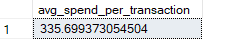 avg_spend_per_transaction
1 335.699373054504